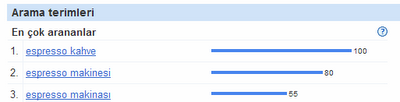 Arama terimleri
En çok arananlar ?
1. espresso kahve 100
2. espresso makinesi 80
3. espresso makinası 55